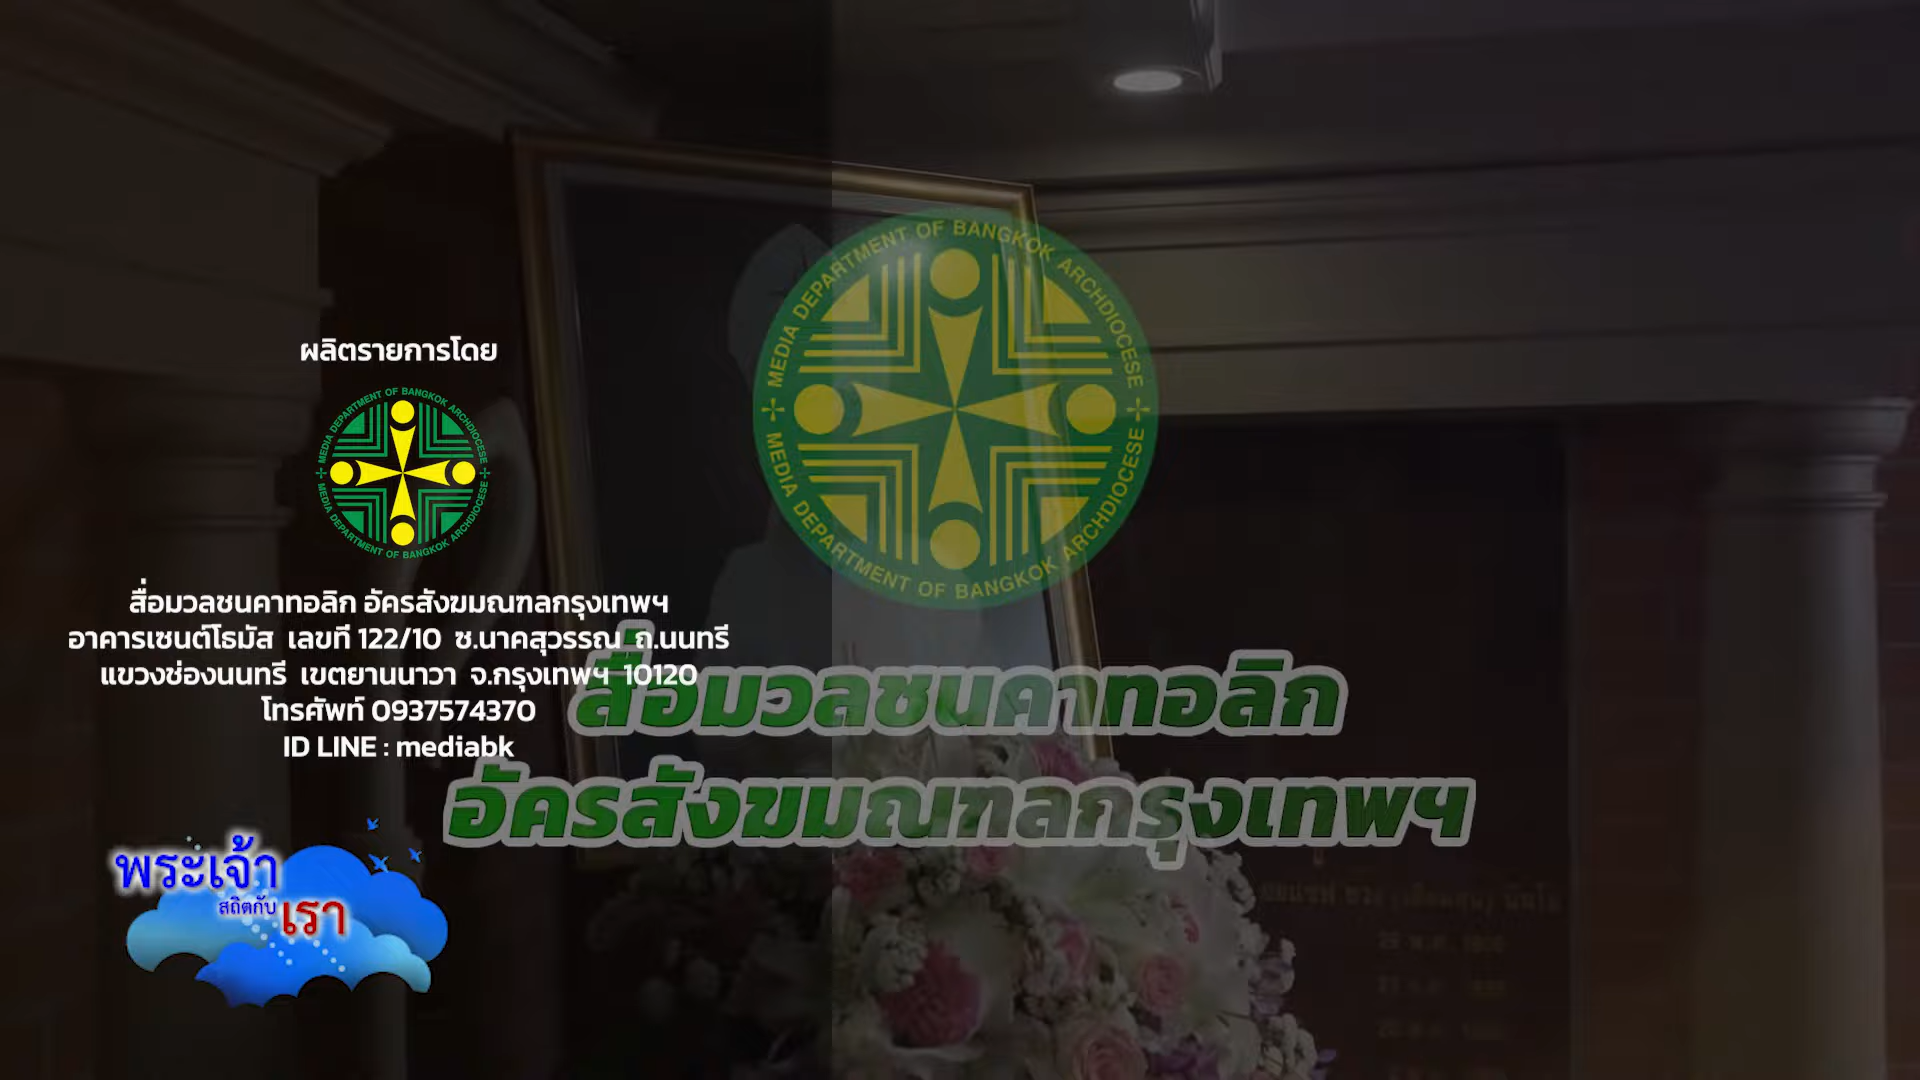 ผลิตรายการโดย
MEDIA DEPARTMENT OF BANGKOK ARCHDIOCESE
MEDIA DEPARTMENT OF BANGKOK ARCHDIOCESE
สื่อมวลชนคาทอลิก อัครสังฆมณฑลกรุงเทพฯ
อาคารเซนต์โธมัส เลขที่ 122/10 ซ.นาคสุวรรณ ถ.นนทรี
แขวงช่องนนทรี เขตยานนาวา จ.กรุงเทพฯ 10120
โทรศัพท์ 0937574370
ID LINE : mediabk
พระเจ้า
สถิตกับ
เรา
MEDIA DEPARTMENT OF BANGKOK ARCHDIOCESE
MEDIA DEPARTMENT OF BANGKOK ARCHDIOCESE
สื่อมวลชนคาทอลิก
อัครสังฆมณฑลกรุงเทพฯ